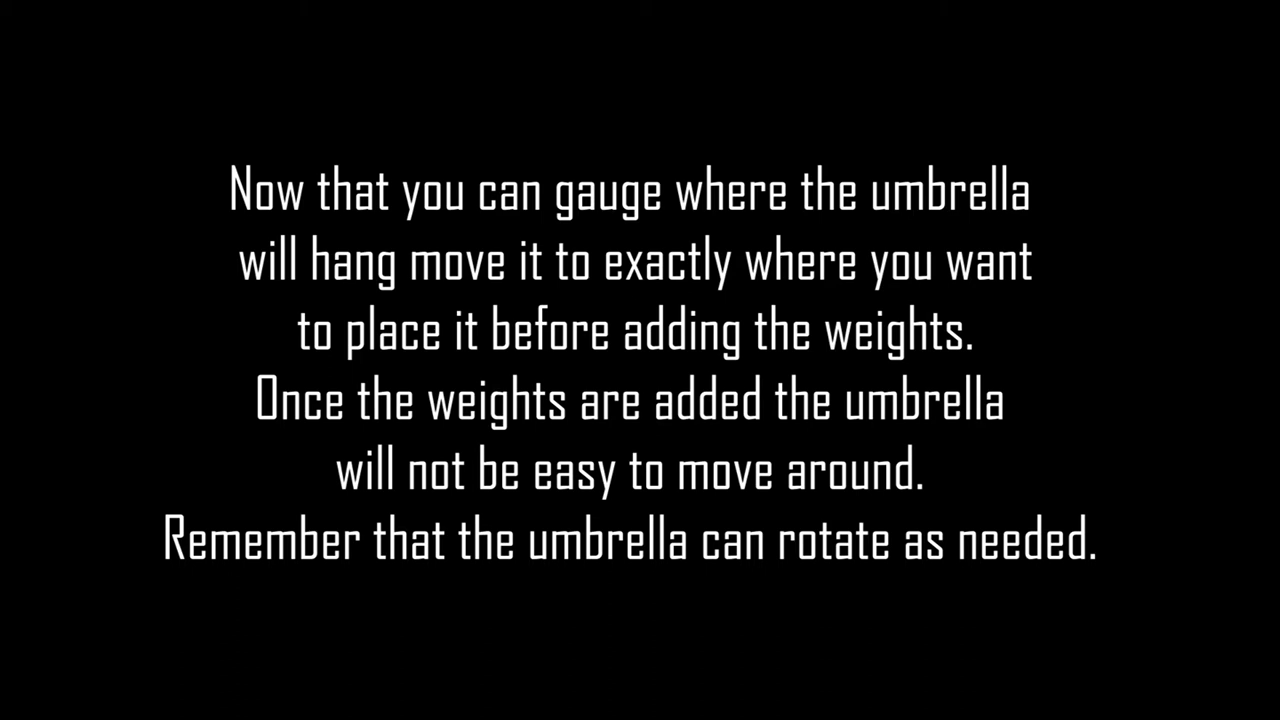 Now that you can gauge where the umbrella
will hang move it to exactly where you want
to place it before adding the weights.
Once the weights are added the umbrella
will not be easy to move around.
Remember that the umbrella can rotate as needed.